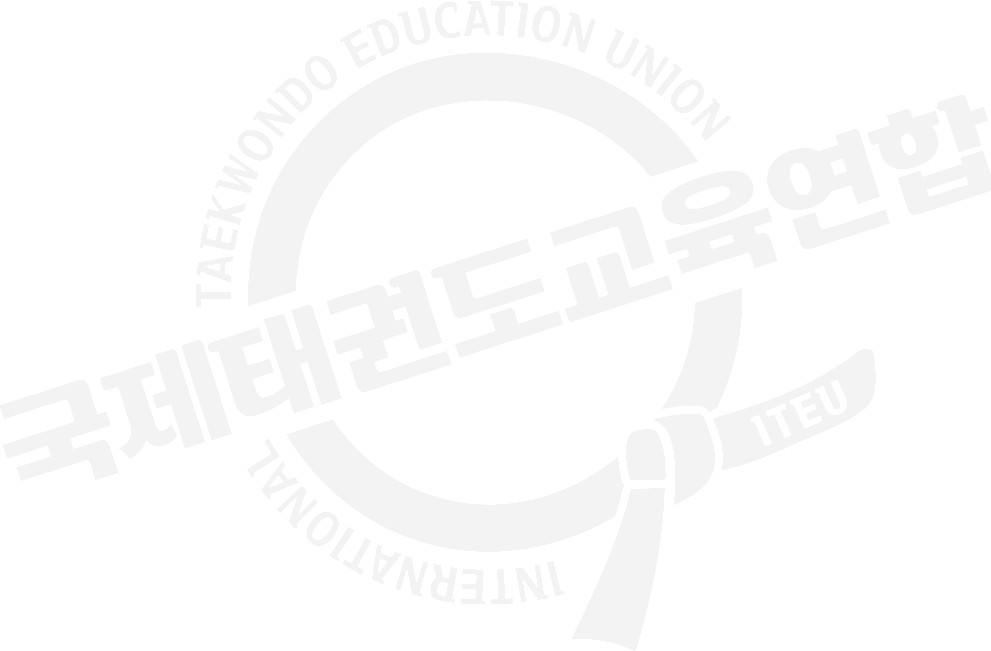 INTERNATIONAL TAEKWONDO EDUCATION UNION
국제태권도교육연합
ITEU